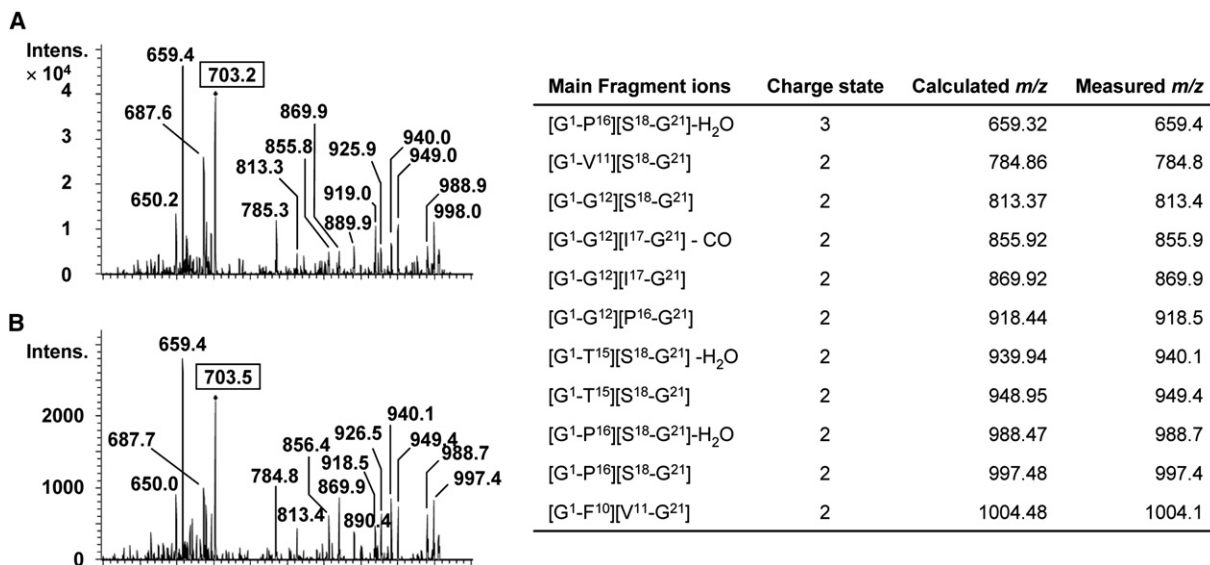 A
Intens.
× 10⁴
4
3
2
1
0
659.4
703.2
687.6
650.2
785.3
813.3
855.8
869.9
889.9
919.0
925.9
940.0
949.0
988.9
998.0
B
Intens.
2000
1000
0
659.4
703.5
687.7
650.0
784.8
813.4
856.4
869.9
890.4
918.5
926.5
940.1
949.4
988.7
997.4
Main Fragment ions Charge state Calculated m/z Measured m/z
[G¹-P¹⁶][S¹⁸-G²¹]-H₂O 3 659.32 659.4
[G¹-V¹¹][S¹⁸-G²¹] 2 784.86 784.8
[G¹-G¹²][S¹⁸-G²¹] 2 813.37 813.4
[G¹-G¹²][I¹⁷-G²¹] - CO 2 855.92 855.9
[G¹-G¹²][I¹⁷-G²¹] 2 869.92 869.9
[G¹-G¹²][P¹⁶-G²¹] 2 918.44 918.5
[G¹-T¹⁵][S¹⁸-G²¹] -H₂O 2 939.94 940.1
[G¹-T¹⁵][S¹⁸-G²¹] 2 948.95 949.4
[G¹-P¹⁶][S¹⁸-G²¹]-H₂O 2 988.47 988.7
[G¹-P¹⁶][S¹⁸-G²¹] 2 997.48 997.4
[G¹-F¹⁰][V¹¹-G²¹] 2 1004.48 1004.1